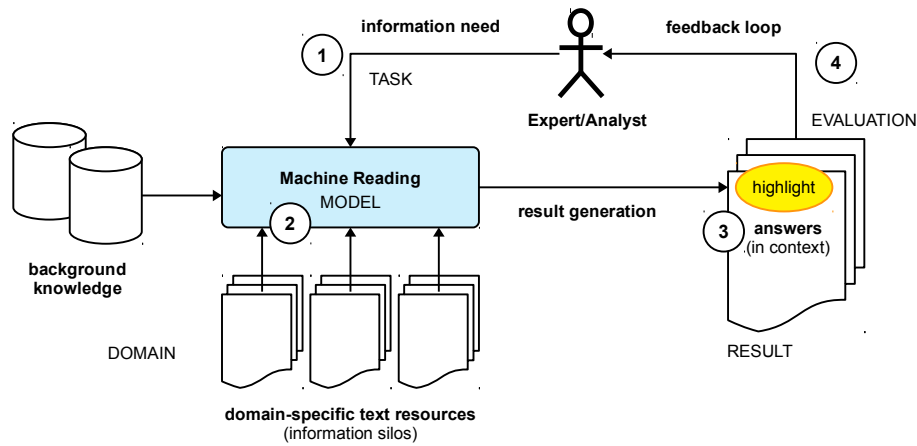 information need
feedback loop
1
4
TASK
Expert/Analyst
EVALUATION
Machine Reading
MODEL
2
highlight
result generation
3
answers
(in context)
background
knowledge
DOMAIN
RESULT
domain-specific text resources
(information silos)